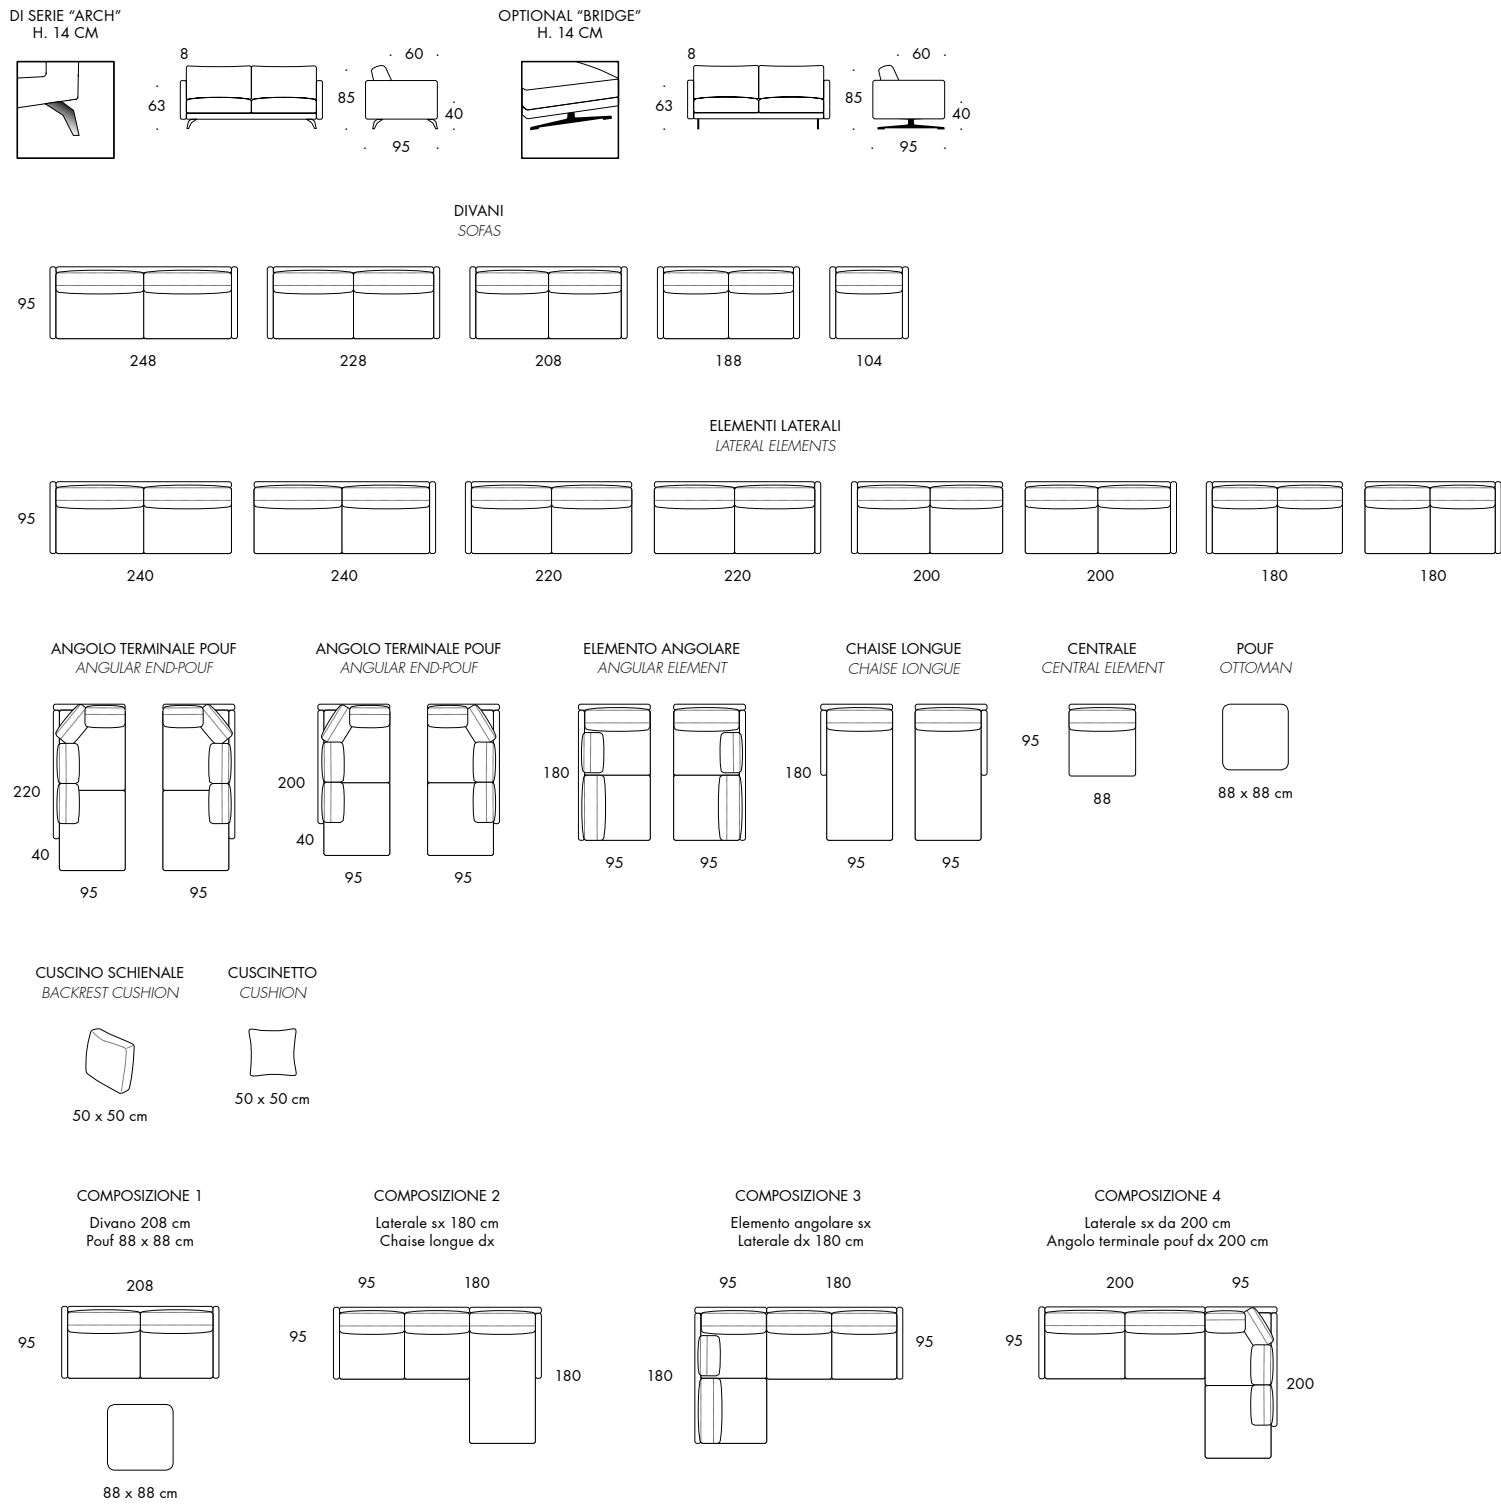 DI SERIE “ARCH”
H. 14 CM
8
63
85
60
40
95
OPTIONAL “BRIDGE”
H. 14 CM
8
63
85
60
40
95
DIVANI
SOFAS
95
248
228
208
188
104
ELEMENTI LATERALI
LATERAL ELEMENTS
95
240
240
220
220
200
200
180
180
ANGOLO TERMINALE POUF
ANGULAR END-POUF
220
40
95
95
ANGOLO TERMINALE POUF
ANGULAR END-POUF
200
40
95
95
ELEMENTO ANGOLARE
ANGULAR ELEMENT
180
95
95
CHAISE LONGUE
CHAISE LONGUE
180
95
95
CENTRALE
CENTRAL ELEMENT
95
88
POUF
OTTOMAN
88 x 88 cm
CUSCINO SCHIENALE
BACKREST CUSHION
50 x 50 cm
CUSCINETTO
CUSHION
50 x 50 cm
COMPOSIZIONE 1
Divano 208 cm
Pouf 88 x 88 cm
208
95
88 x 88 cm
COMPOSIZIONE 2
Laterale sx 180 cm
Chaise longue dx
95
180
95
180
COMPOSIZIONE 3
Elemento angolare sx
Laterale dx 180 cm
95
180
95
180
COMPOSIZIONE 4
Laterale sx da 200 cm
Angolo terminale pouf dx 200 cm
200
95
95
200